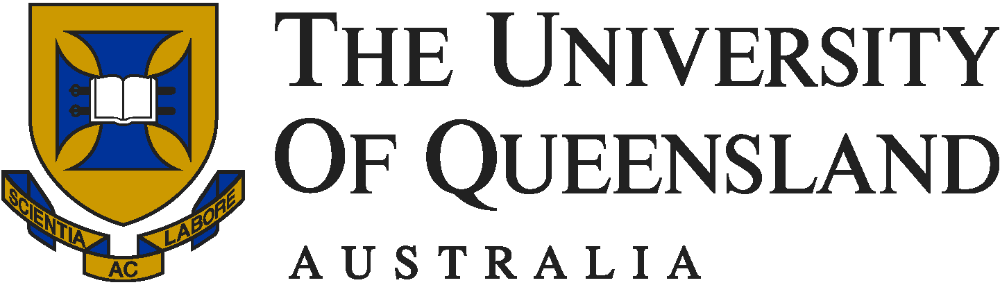 THE UNIVERSITY
OF QUEENSLAND
AUSTRALIA
SCIENTIA
AC
LABORE